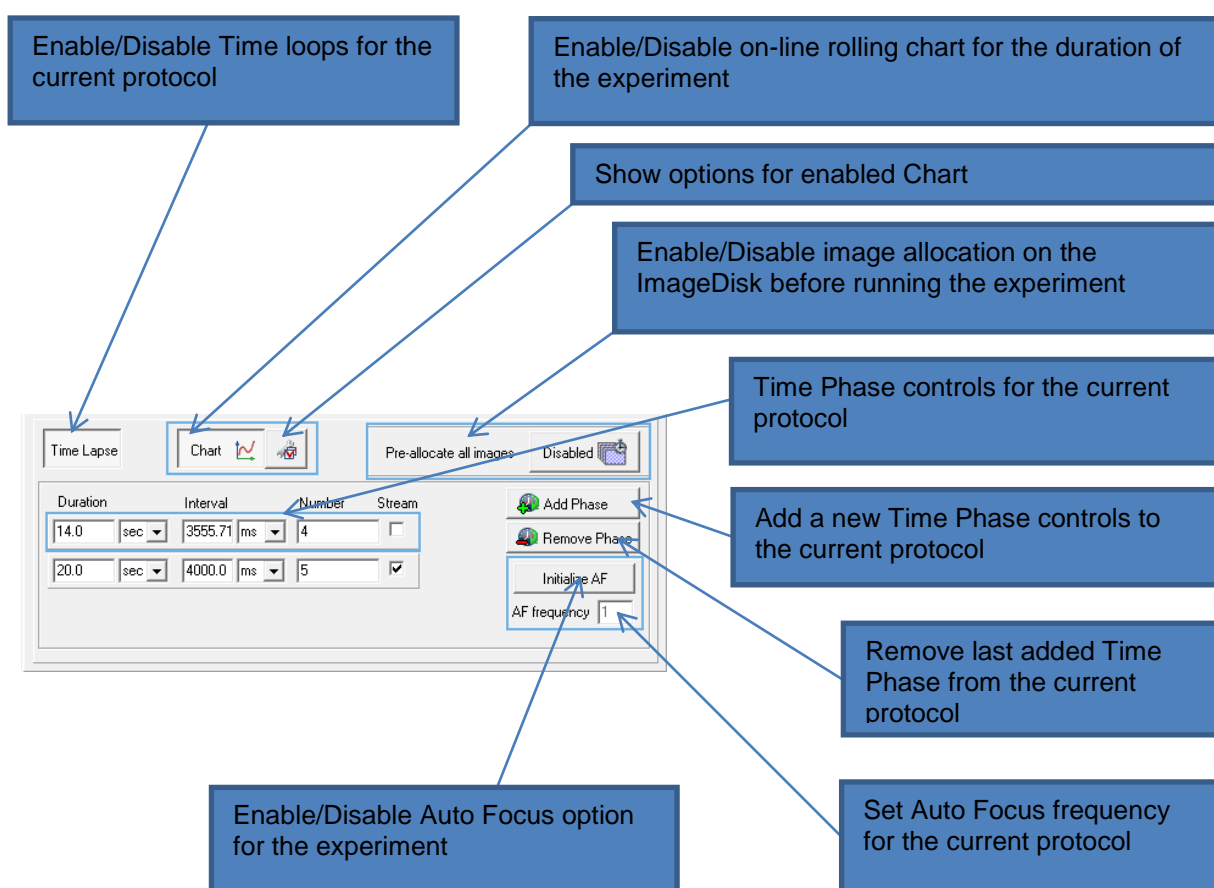 Enable/Disable Time loops for the
current protocol
Enable/Disable on-line rolling chart for the duration of
the experiment
Show options for enabled Chart
Enable/Disable image allocation on the
ImageDisk before running the experiment
Time Phase controls for the current
protocol
Time Lapse
Chart
Pre-allocate all images
Disabled
Duration Interval Number Stream
14.0 sec 3555.71 ms 4
20.0 sec 4000.0 ms 5
Add Phase
Remove Phase
Initialize AF
AF frequency 1
Add a new Time Phase controls to
the current protocol
Remove last added Time
Phase from the current
protocol
Enable/Disable Auto Focus option
for the experiment
Set Auto Focus frequency
for the current protocol